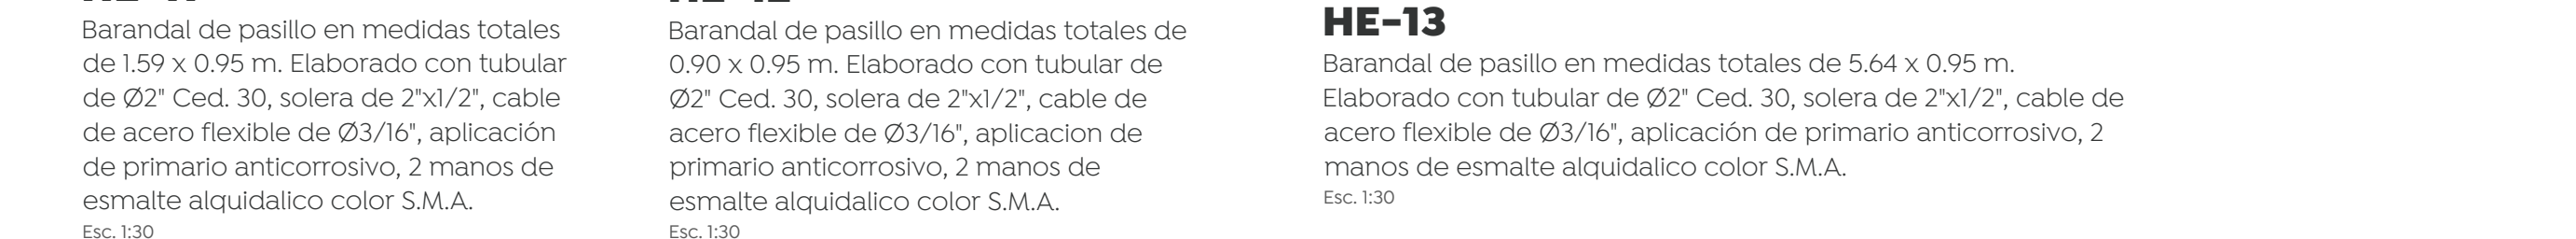 Barandal de pasillo en medidas totales
de 1.59 x 0.95 m. Elaborado con tubular
de Ø2" Ced. 30, solera de 2"x1/2", cable
de acero flexible de Ø3/16", aplicación
de primario anticorrosivo, 2 manos de
esmalte alquidalico color S.M.A.
Esc. 1:30
Barandal de pasillo en medidas totales de
0.90 x 0.95 m. Elaborado con tubular de
Ø2" Ced. 30, solera de 2"x1/2", cable de
acero flexible de Ø3/16", aplicacion de
primario anticorrosivo, 2 manos de
esmalte alquidalico color S.M.A.
Esc. 1:30
HE-13
Barandal de pasillo en medidas totales de 5.64 x 0.95 m.
Elaborado con tubular de Ø2" Ced. 30, solera de 2"x1/2", cable de
acero flexible de Ø3/16", aplicación de primario anticorrosivo, 2
manos de esmalte alquidalico color S.M.A.
Esc. 1:30